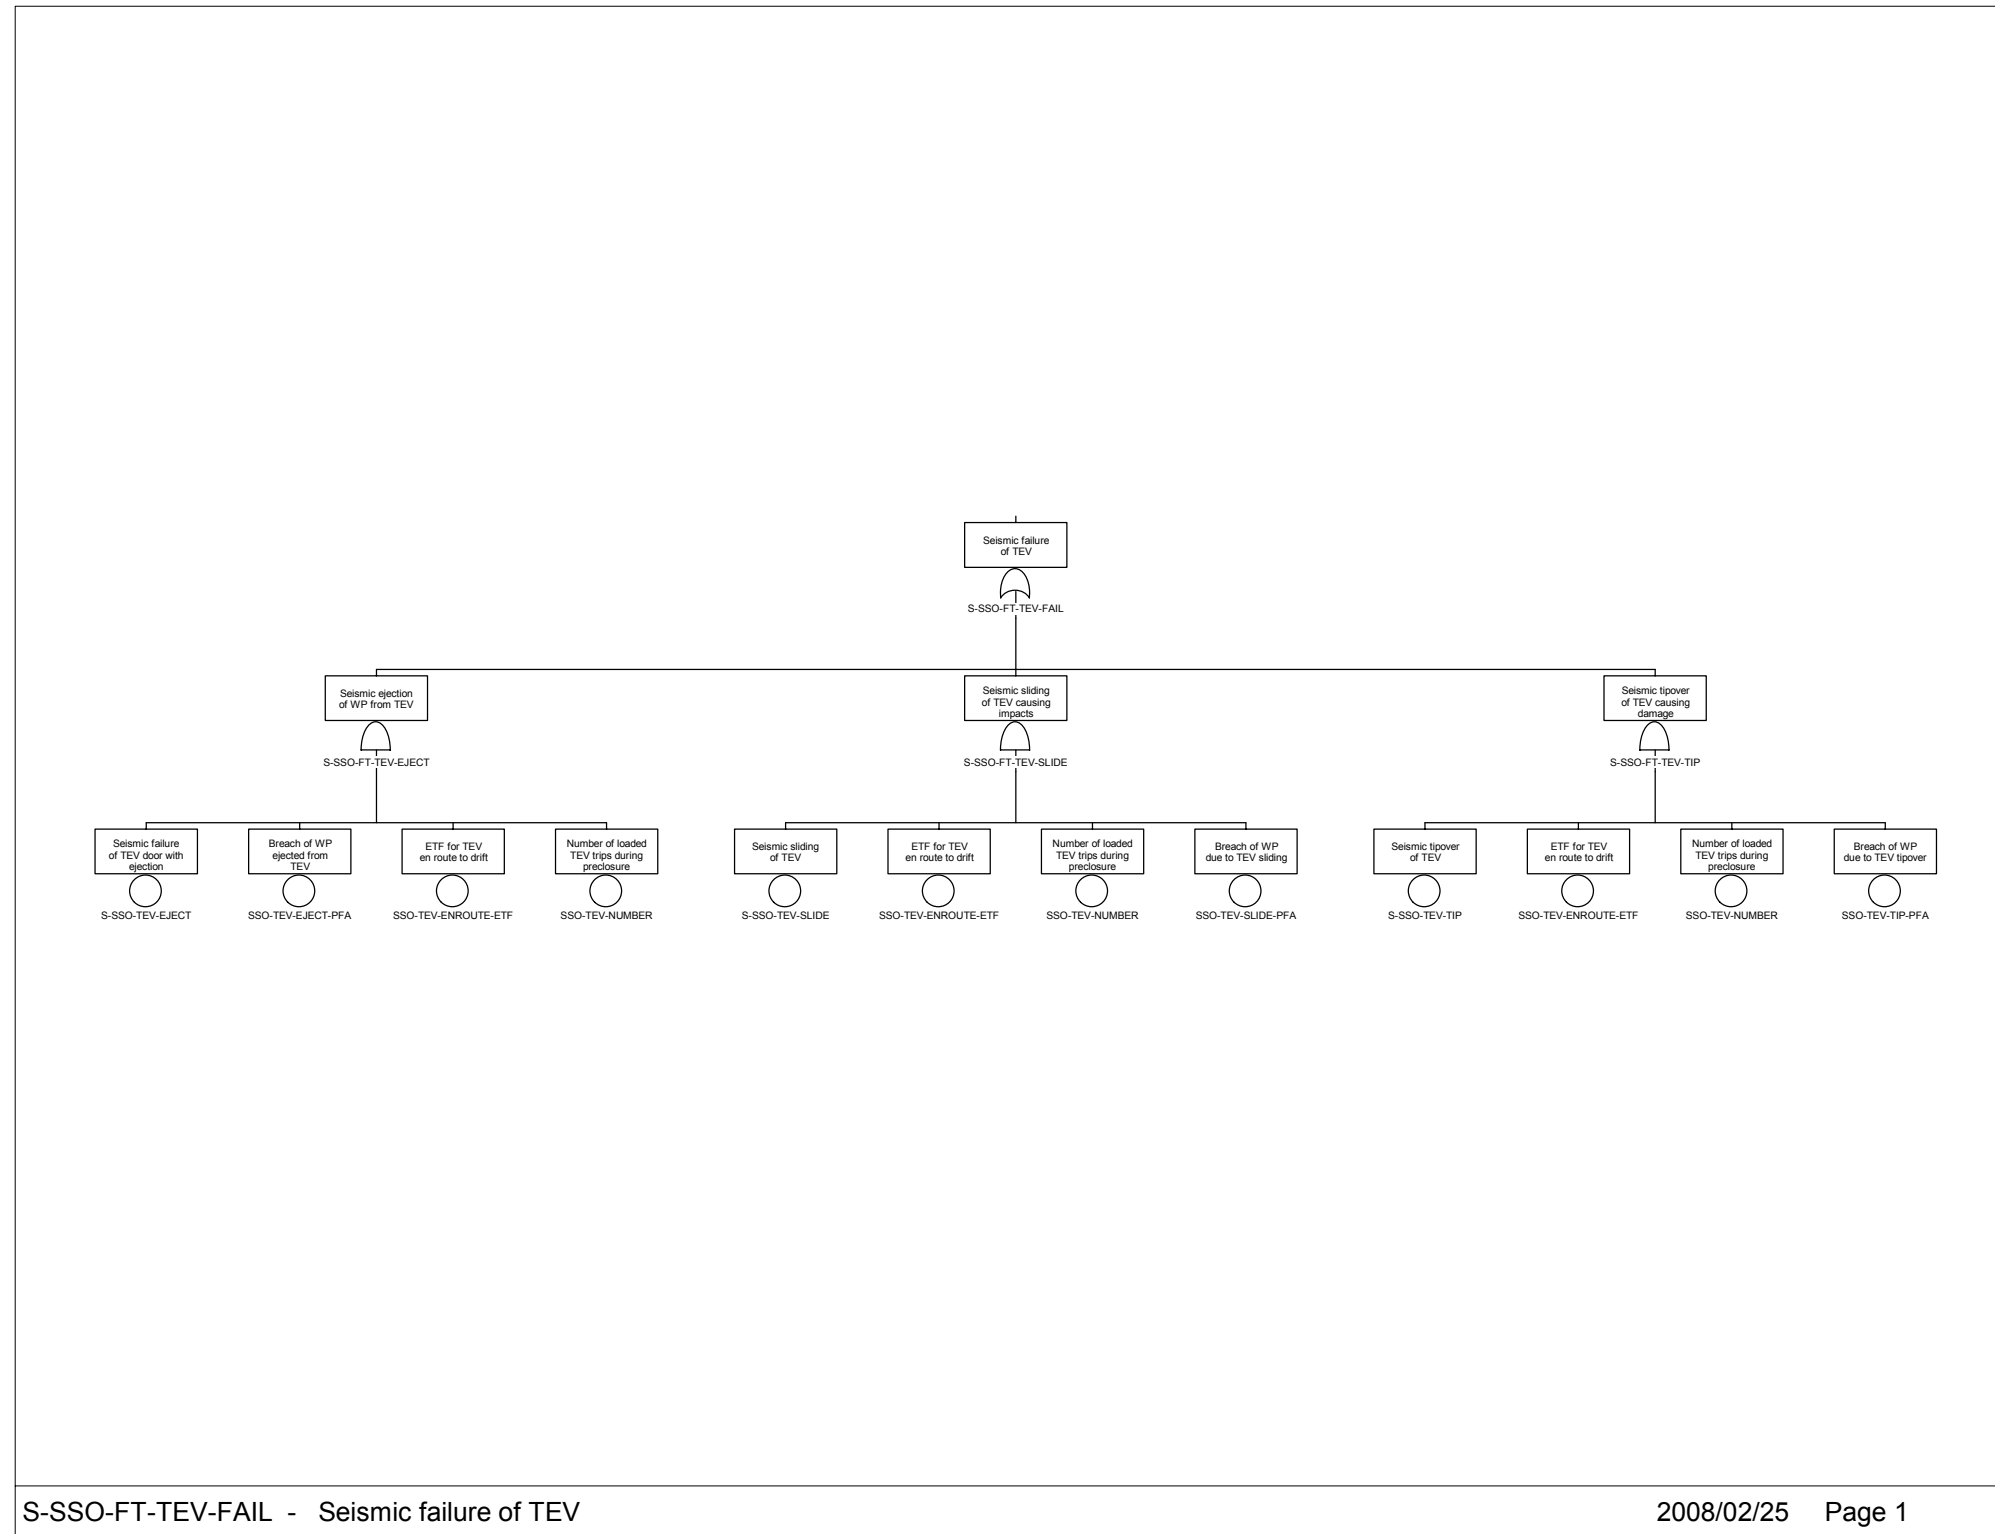 Seismic failure
of TEV
S-SSO-FT-TEV-FAIL
Seismic ejection
of WP from TEV
S-SSO-FT-TEV-EJECT
Seismic sliding
of TEV causing
impacts
S-SSO-FT-TEV-SLIDE
Seismic tipover
of TEV causing
damage
S-SSO-FT-TEV-TIP
Seismic failure
of TEV door with
ejection
S-SSO-TEV-EJECT
Breach of WP
ejected from
TEV
SSO-TEV-EJECT-PFA
ETF for TEV
en route to drift
SSO-TEV-ENROUTE-ETF
Number of loaded
TEV trips during
preclosure
SSO-TEV-NUMBER
Seismic sliding
of TEV
S-SSO-TEV-SLIDE
ETF for TEV
en route to drift
SSO-TEV-ENROUTE-ETF
Number of loaded
TEV trips during
preclosure
SSO-TEV-NUMBER
Breach of WP
due to TEV sliding
SSO-TEV-SLIDE-PFA
Seismic tipover
of TEV
S-SSO-TEV-TIP
ETF for TEV
en route to drift
SSO-TEV-ENROUTE-ETF
Number of loaded
TEV trips during
preclosure
SSO-TEV-NUMBER
Breach of WP
due to TEV tipover
SSO-TEV-TIP-PFA
S-SSO-FT-TEV-FAIL - Seismic failure of TEV
2008/02/25 Page 1